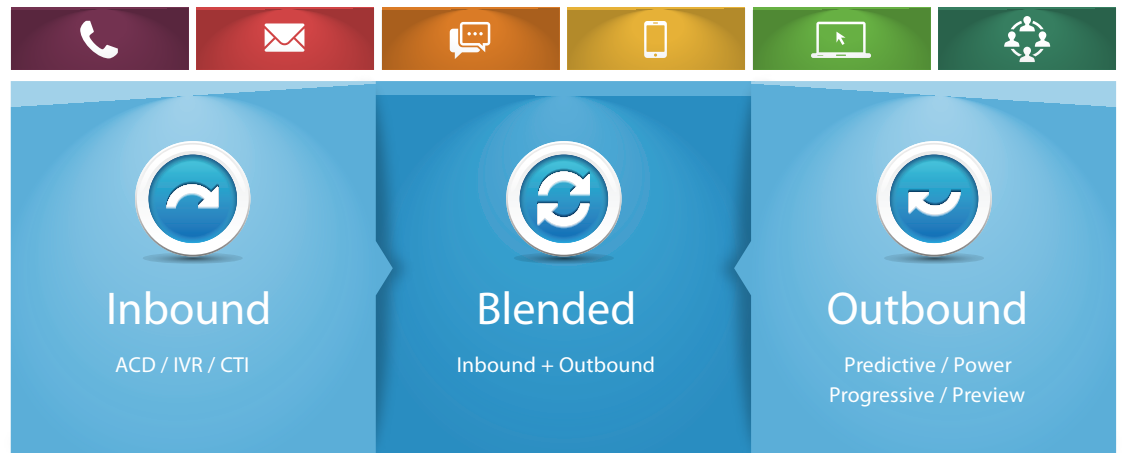 Inbound
ACD / IVR / CTI
Blended
Inbound + Outbound
Outbound
Predictive / Power
Progressive / Preview